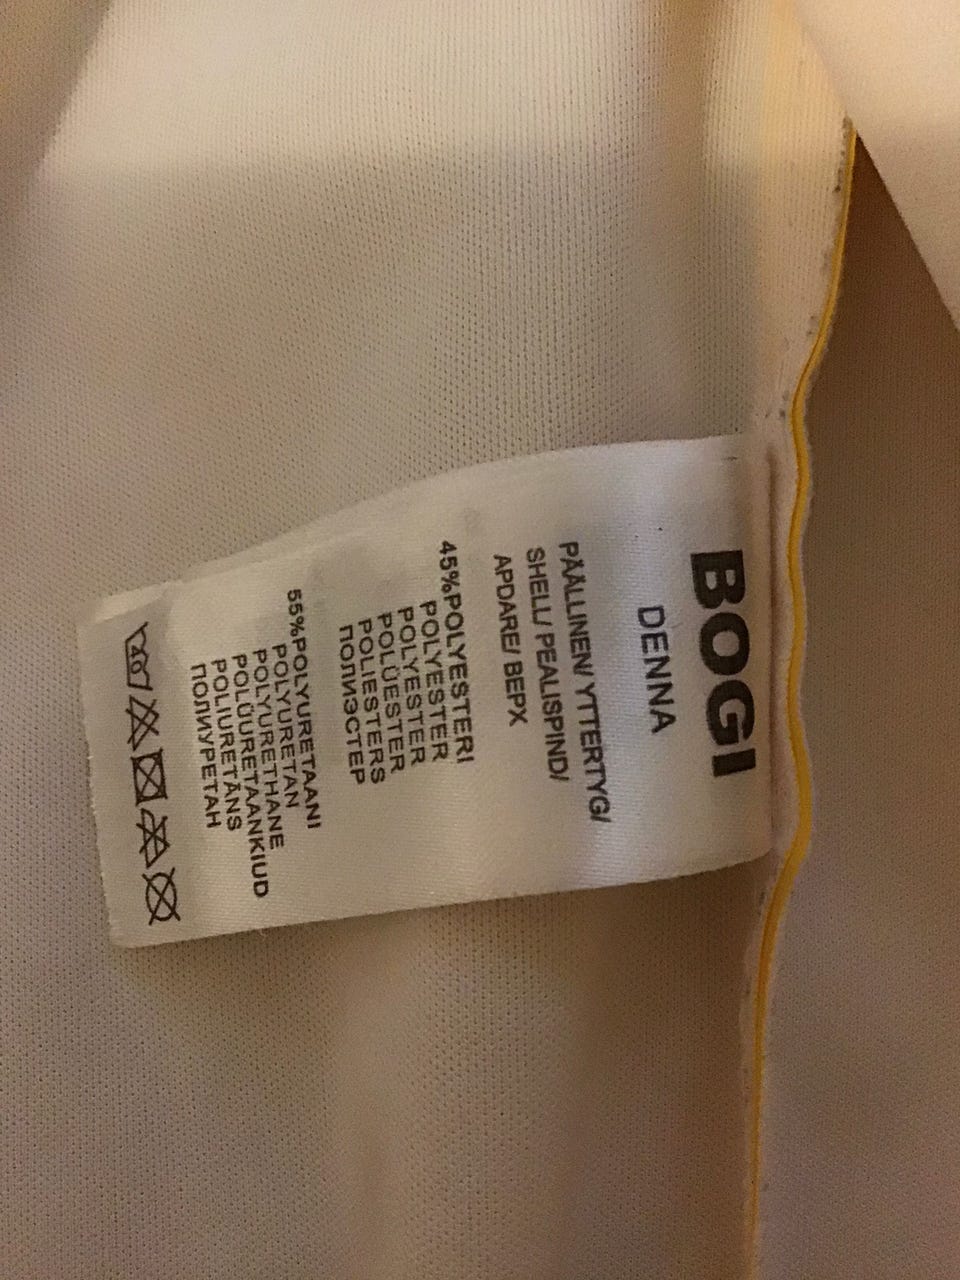 BOGI
DENNA
PÄÄLLINEN/ YTTERTYG/
SHELL/ PEALISPIND/
APDARE/ ВЕРХ
45%POLYESTERI
POLYESTER
POLYESTER
POLÜESTER
POLIESTERS
ПОЛИЭСТЕР
55%POLYURETAANI
POLYURETAN
POLYURETHANE
POLÜURETAANKIUD
POLIURETĀNS
ПОЛИУРЕТАН